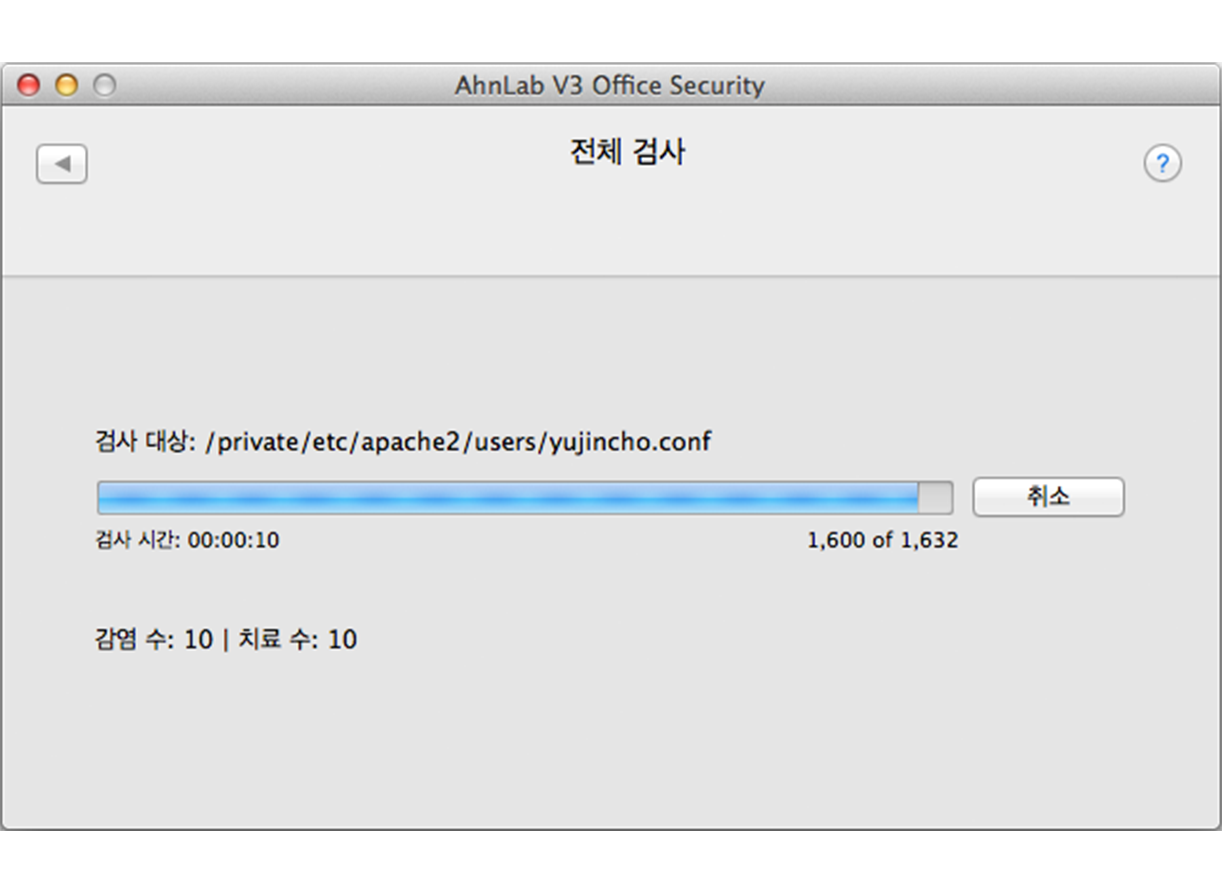 AhnLab V3 Office Security
전체 검사
?
검사 대상: /private/etc/apache2/users/yujincho.conf
취소
검사 시간: 00:00:10
1,600 of 1,632
감염 수: 10 | 치료 수: 10